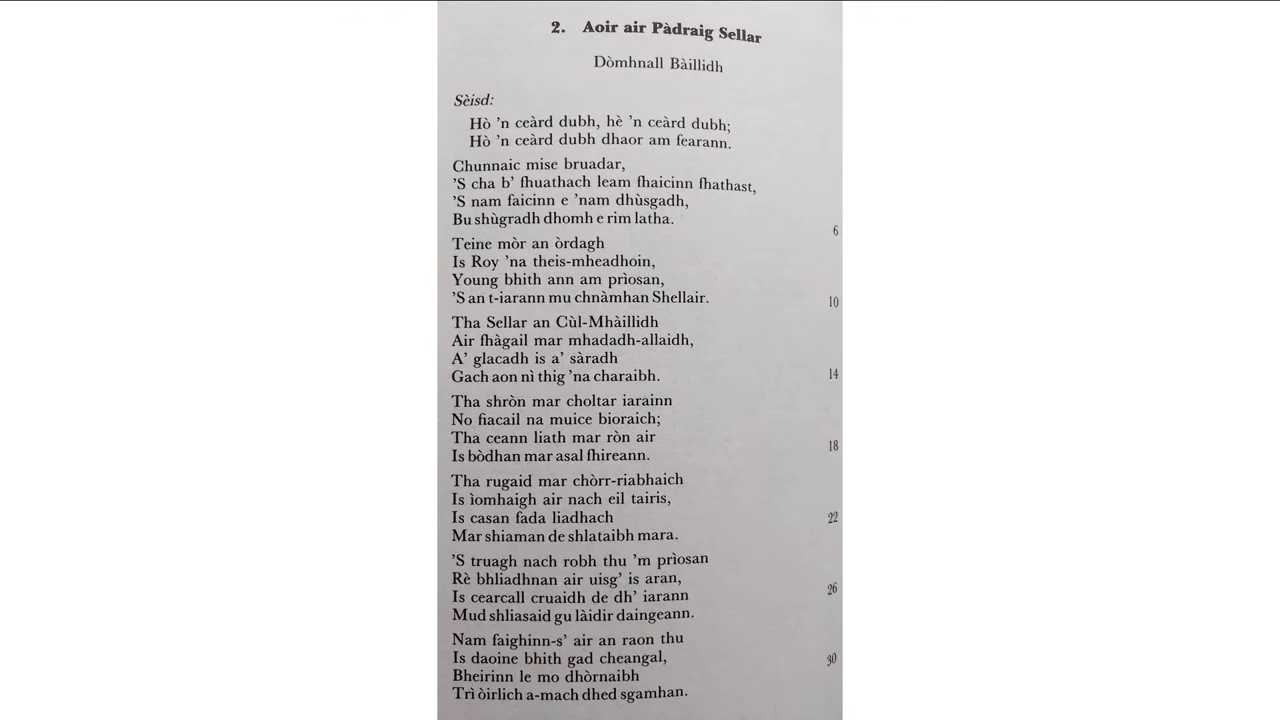 2. Aoir air Pàdraig Sellar
Dòmhnall Bàillidh
Sèisd:
Hò 'n ceàrd dubh, hè 'n ceàrd dubh;
Hò 'n ceàrd dubh dhaor am fearann.
Chunnaic mise bruadar,
'S cha b' fhuathach leam fhaicinn fhathast,
'S nam faicinn e 'nam dhùsgadh,
Bu shùgradh dhomh e rim latha.
6
Teine mòr an òrdagh
Is Roy 'na theis-mheadhoin,
Young bhith ann am prìosan,
'S an t-iarann mu chnàmhan Shellair.
10
Tha Sellar an Cùl-Mhàillidh
Air fhàgail mar mhadadh-allaidh,
A' glacadh is a' sàradh
Gach aon nì thig 'na charaibh.
14
Tha shròn mar choltar iarainn
No fiacail na muice bioraich;
Tha ceann liath mar ròn air
Is bòdhan mar asal fhireann.
18
Tha rugaid mar chòrr-riabhaich
Is ìomhaigh air nach eil tairis,
Is casan fada liadhach
Mar shiaman de shlataibh mara.
22
'S truagh nach robh thu 'm prìosan
Rè bhliadhnan air uisg' is aran,
Is cearcall cruaidh de dh' iarann
Mud shliasaid gu làidir daingeann.
26
Nam faighinn-s' air an raon thu
Is daoine bhith gad cheangal,
Bheirinn le mo dhòrnaibh
Trì òirlich a-mach dhed sgamhan.
30